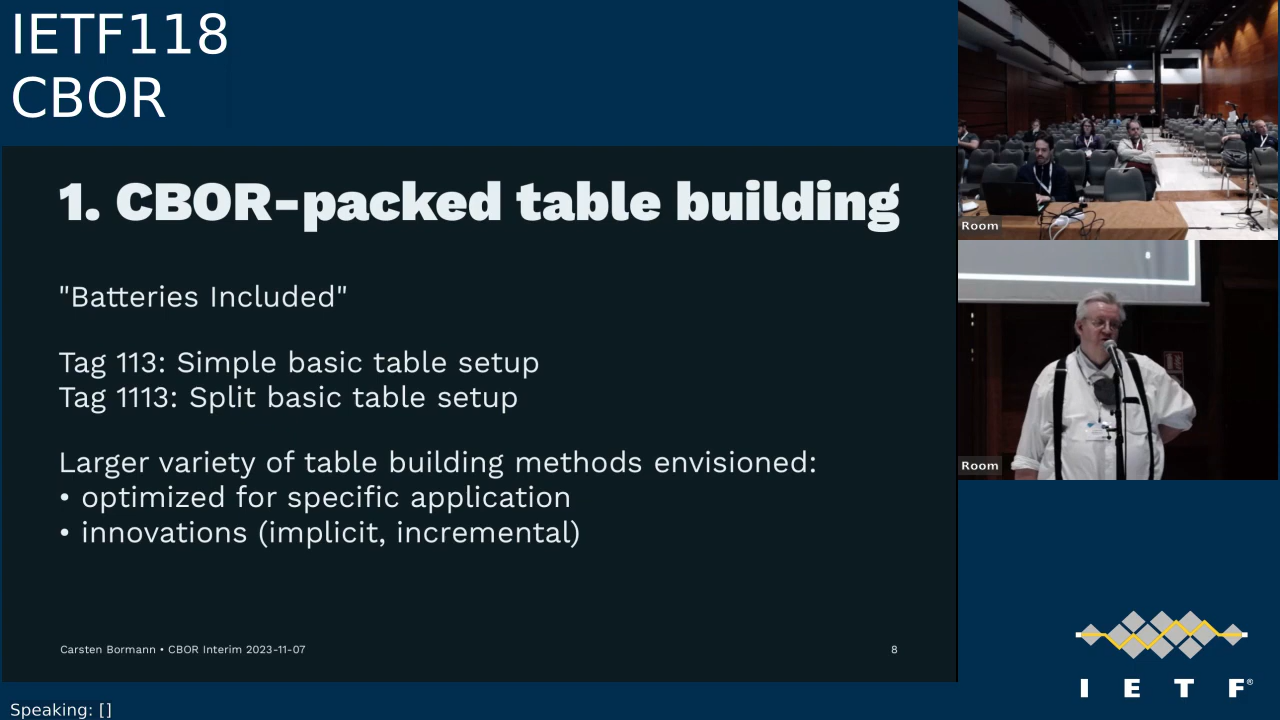 IETF118
CBOR
1. CBOR-packed table building
"Batteries Included"
Tag 113: Simple basic table setup
Tag 1113: Split basic table setup
Larger variety of table building methods envisioned:
• optimized for specific application
• innovations (implicit, incremental)
Carsten Bormann • CBOR Interim 2023-11-07
8
Room
Room
IETF®
Speaking: []